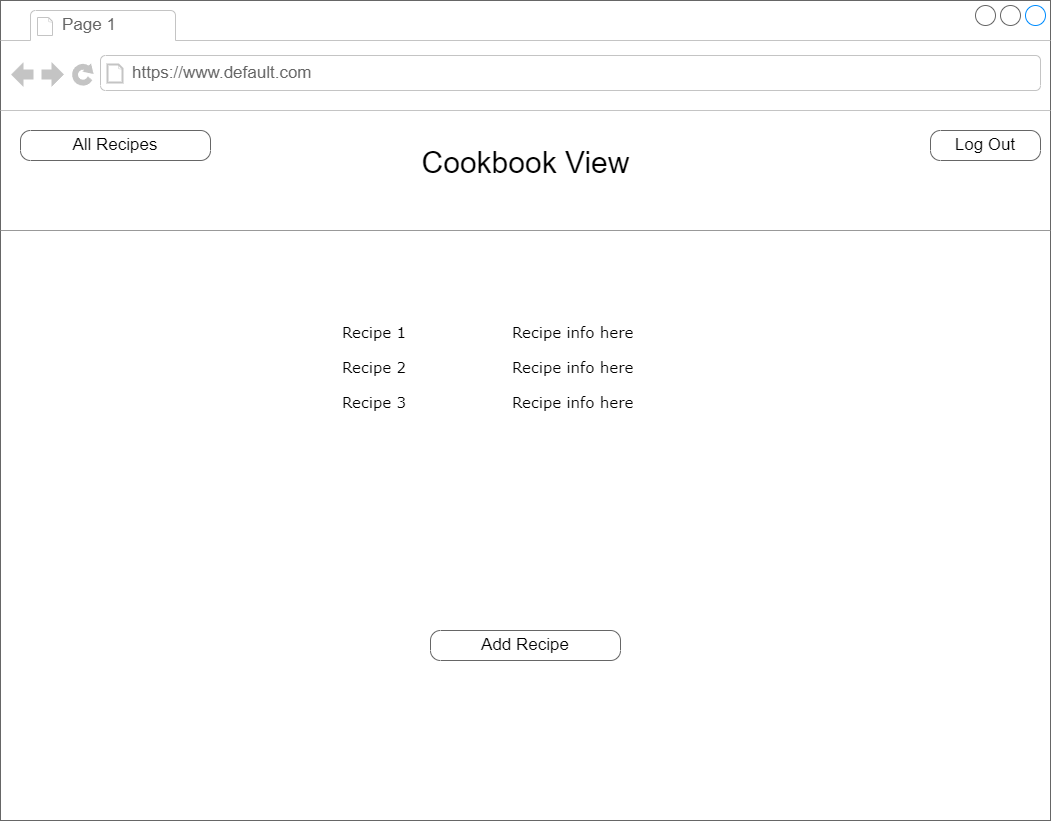 Page 1
https://www.default.com
All Recipes
Cookbook View
Log Out
Recipe 1 Recipe info here
Recipe 2 Recipe info here
Recipe 3 Recipe info here
Add Recipe